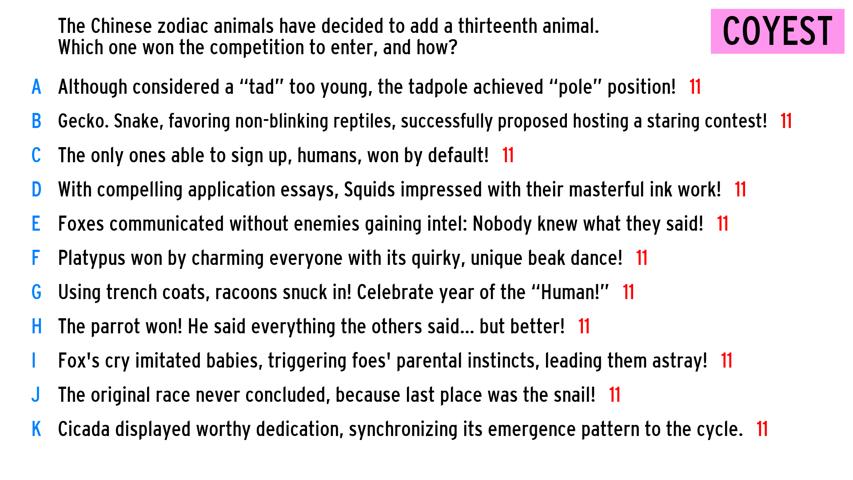 The Chinese zodiac animals have decided to add a thirteenth animal.
Which one won the competition to enter, and how?
COYEST
A Although considered a “tad” too young, the tadpole achieved “pole” position! 11
B Gecko. Snake, favoring non-blinking reptiles, successfully proposed hosting a staring contest! 11
C The only ones able to sign up, humans, won by default! 11
D With compelling application essays, Squids impressed with their masterful ink work! 11
E Foxes communicated without enemies gaining intel: Nobody knew what they said! 11
F Platypus won by charming everyone with its quirky, unique beak dance! 11
G Using trench coats, racoons snuck in! Celebrate year of the “Human!” 11
H The parrot won! He said everything the others said... but better! 11
I Fox's cry imitated babies, triggering foes' parental instincts, leading them astray! 11
J The original race never concluded, because last place was the snail! 11
K Cicada displayed worthy dedication, synchronizing its emergence pattern to the cycle. 11